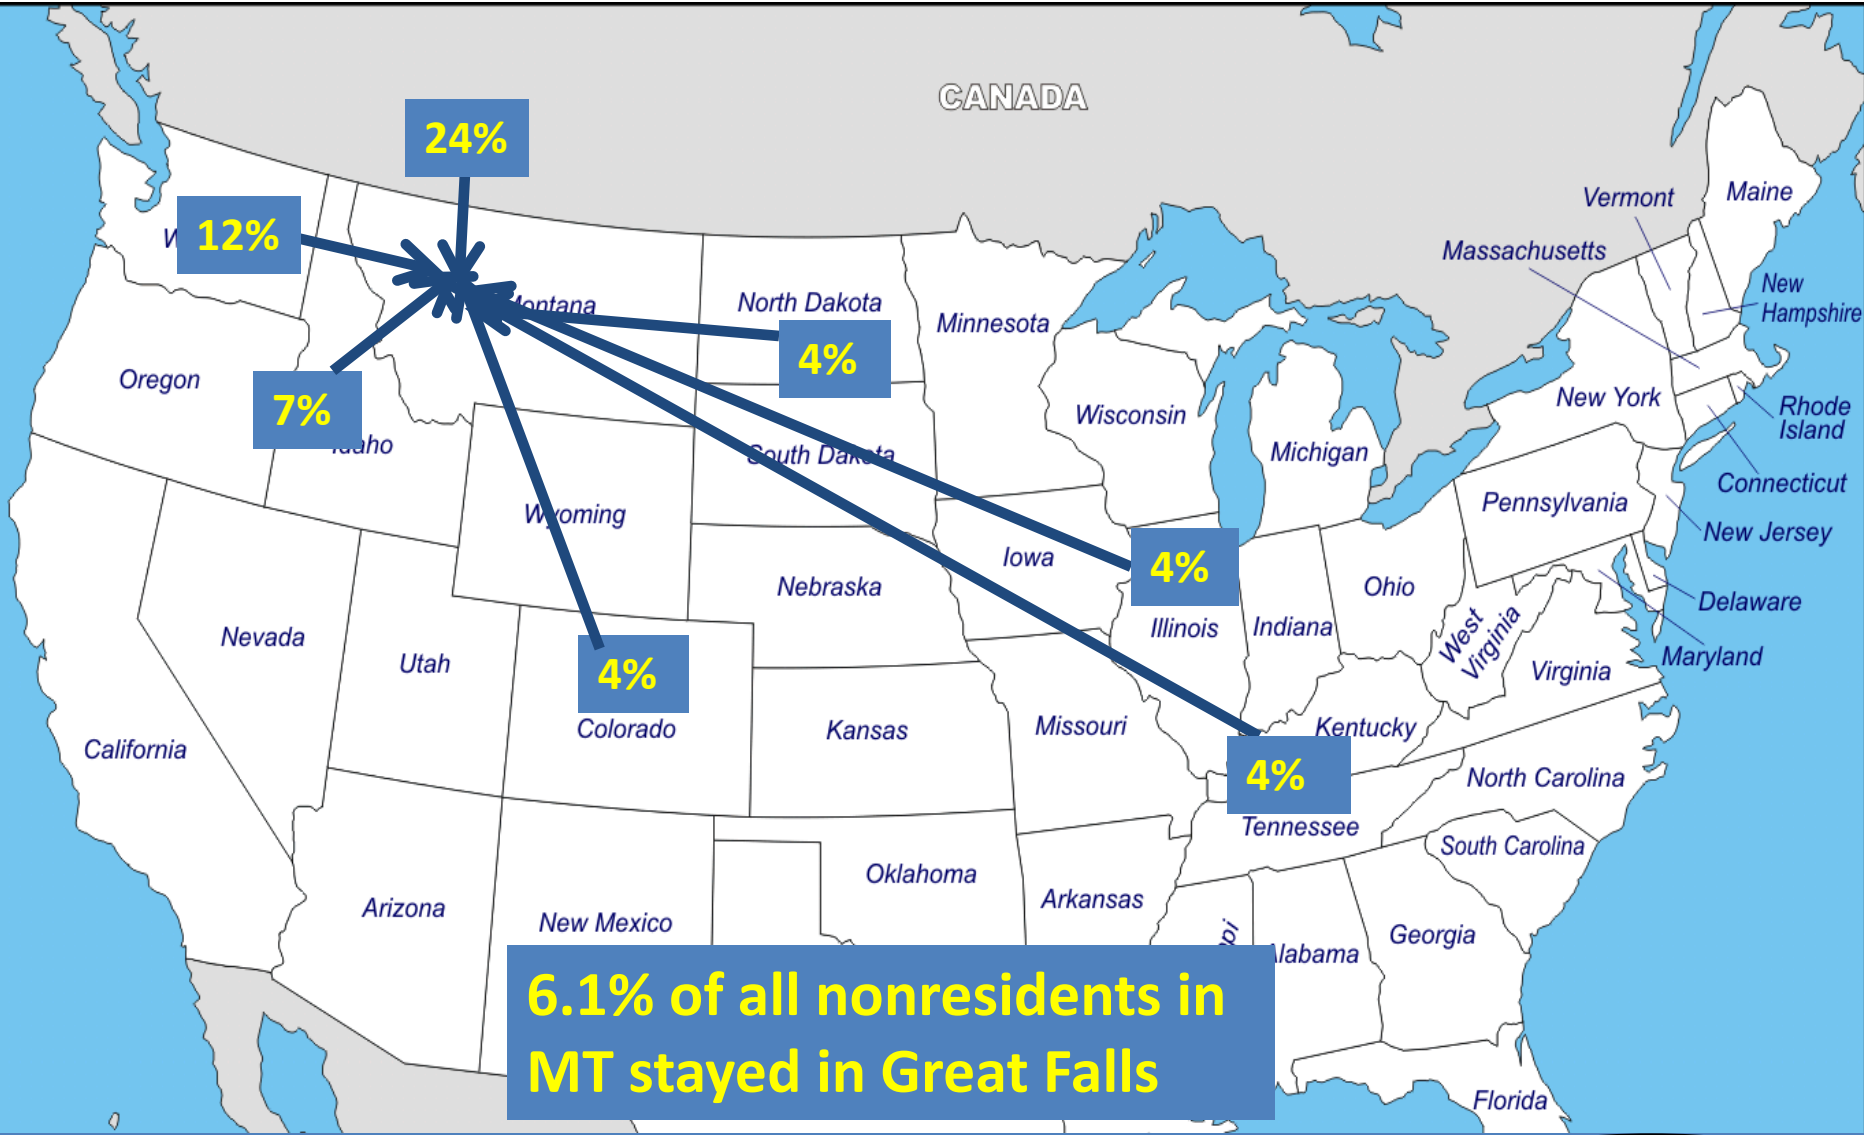 CANADA
24%
Maine
Vermont
12%
Massachusetts
New
Hampshire
North Dakota
Minnesota
4%
Oregon
New York
7%
Wisconsin
Rhode
Island
Michigan
South Dakota
Connecticut
Pennsylvania
Wyoming
New Jersey
Iowa
4%
Nebraska
Ohio
Delaware
Illinois
Indiana
West
Virginia
Nevada
Utah
Maryland
Virginia
4%
Colorado
Kansas
Missouri
Kentucky
California
4%
North Carolina
Tennessee
South Carolina
Oklahoma
Arkansas
Arizona
New Mexico
Georgia
6.1% of all nonresidents in
MT stayed in Great Falls
Florida